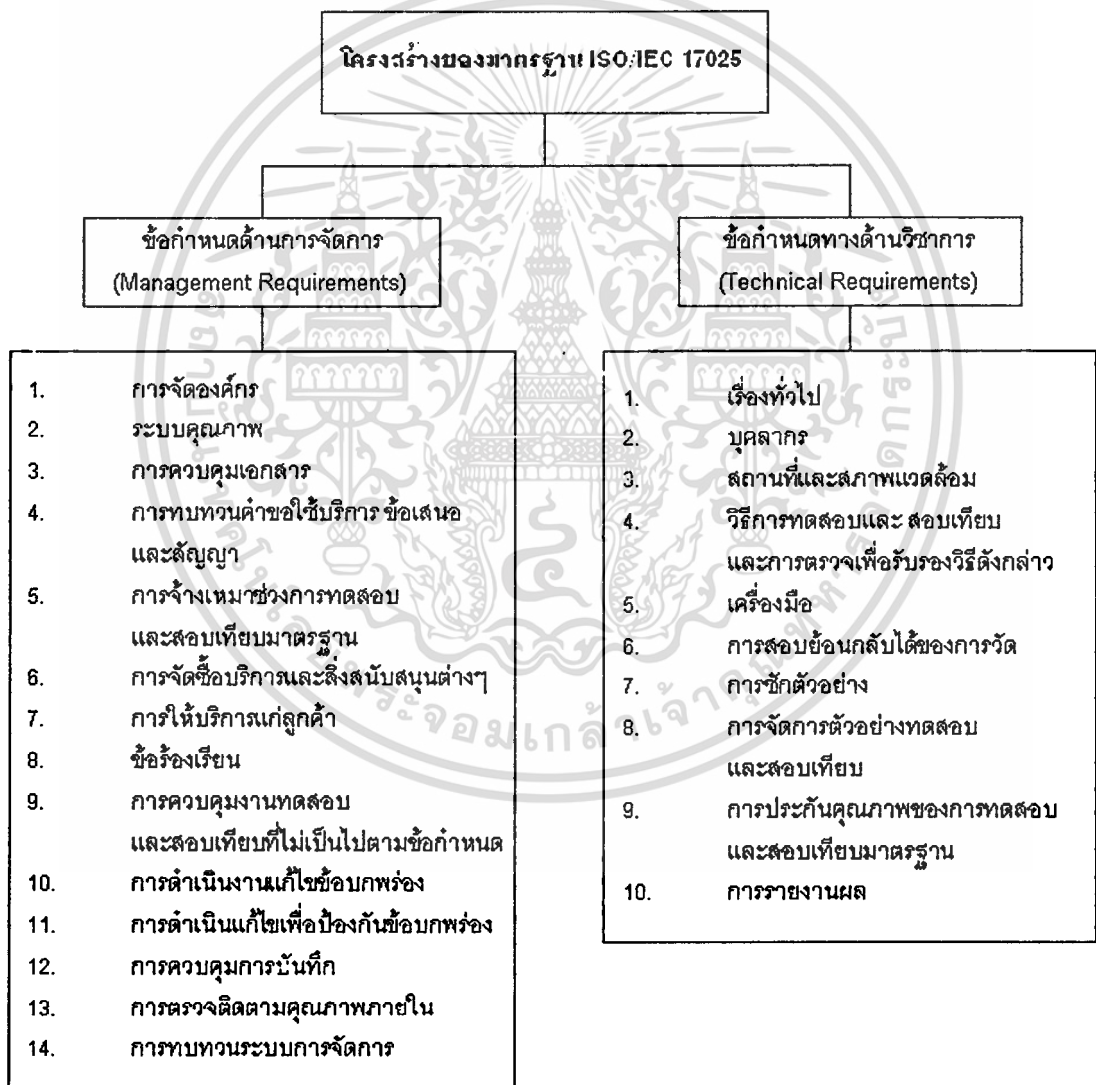 โครงสร้างของมาตรฐาน ISO/IEC 17025
ข้อกำหนดด้านการจัดการ
(Management Requirements)
ข้อกำหนดทางด้านวิชาการ
(Technical Requirements)
1. การจัดองค์กร
2. ระบบคุณภาพ
3. การควบคุมเอกสาร
4. การทบทวนคำขอใช้บริการ ข้อเสนอ
และสัญญา
5. การจ้างเหมาช่วงการทดสอบ
และสอบเทียบมาตรฐาน
6. การจัดซื้อบริการและสิ่งสนับสนุนต่างๆ
7. การให้บริการแก่ลูกค้า
8. ข้อร้องเรียน
9. การควบคุมงานทดสอบ
และสอบเทียบที่ไม่เป็นไปตามข้อกำหนด
10. การดำเนินงานแก้ไขข้อบกพร่อง
11. การดำเนินแก้ไขเพื่อป้องกันข้อบกพร่อง
12. การควบคุมการบันทึก
13. การตรวจติดตามคุณภาพภายใน
14. การทบทวนระบบการจัดการ
1. เรื่องทั่วไป
2. บุคลากร
3. สถานที่และสภาพแวดล้อม
4. วิธีการทดสอบและ สอบเทียบ
และการตรวจเพื่อรับรองวิธีดังกล่าว
5. เครื่องมือ
6. การสอบย้อนกลับได้ของการวัด
7. การชักตัวอย่าง
8. การจัดการตัวอย่างทดสอบ
และสอบเทียบ
9. การประกันคุณภาพของการทดสอบ
และสอบเทียบมาตรฐาน
10. การรายงานผล